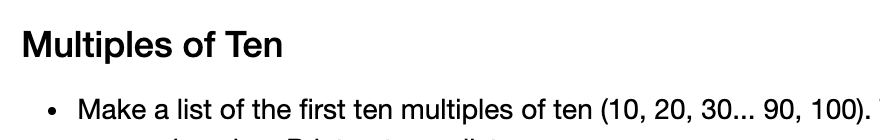 Multiples of Ten
• Make a list of the first ten multiples of ten (10, 20, 30... 90, 100).